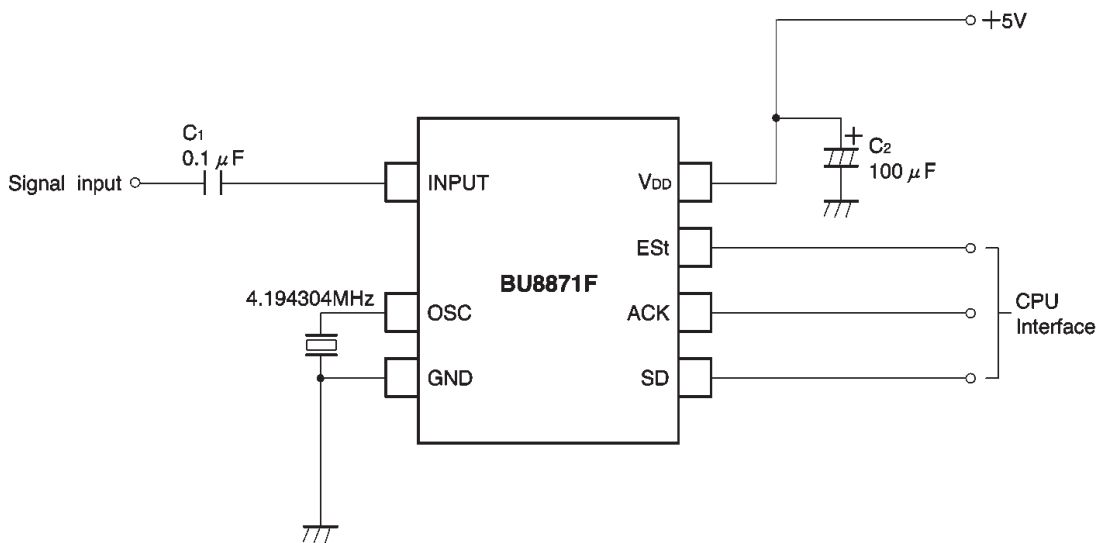 +5V
C1
0.1 μF
Signal input
INPUT
VDD
+
C2
100 μF
ESt
BU8871F
4.194304MHz
OSC
ACK
CPU
Interface
GND
SD